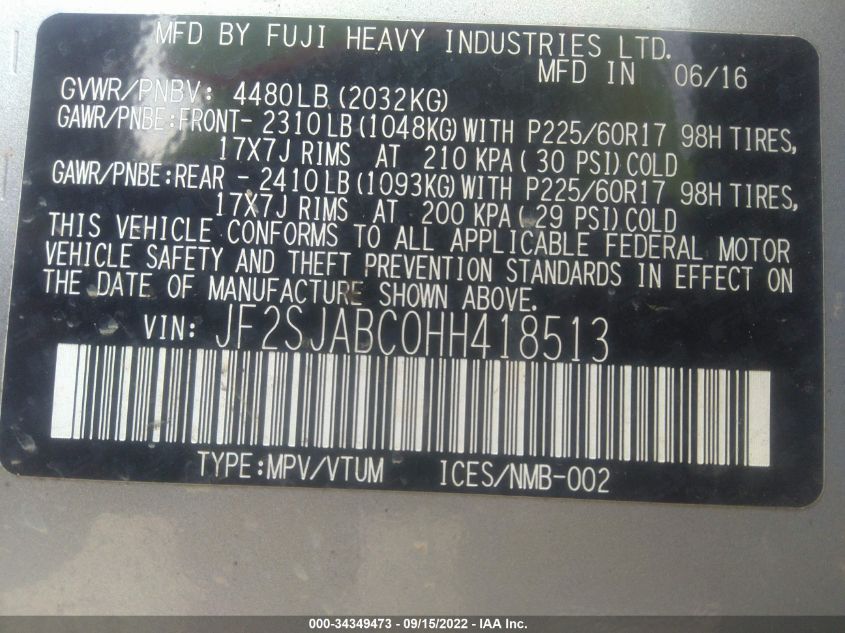 MFD BY FUJI HEAVY INDUSTRIES LTD.
MFD IN 06/16
GVWR/PNBV: 4480LB(2032KG)
GAWR/PNBE:FRONT- 2310LB(1048KG)WITH P225/60R17 98H TIRES,
17X7J RIMS AT 210 KPA(30 PSI)COLD
GAWR/PNBE:REAR - 2410LB(1093KG)WITH P225/60R17 98H TIRES,
17X7J RIMS AT 200 KPA(29 PSI)COLD
THIS VEHICLE CONFORMS TO ALL APPLICABLE FEDERAL MOTOR
VEHICLE SAFETY AND THEFT PREVENTION STANDARDS IN EFFECT ON
THE DATE OF MANUFACTURE SHOWN ABOVE.
VIN: JF2SJABC0HH418513
TYPE:MPV/VTUM ICES/NMB-002
000-34349473 - 09/15/2022 - IAA Inc.